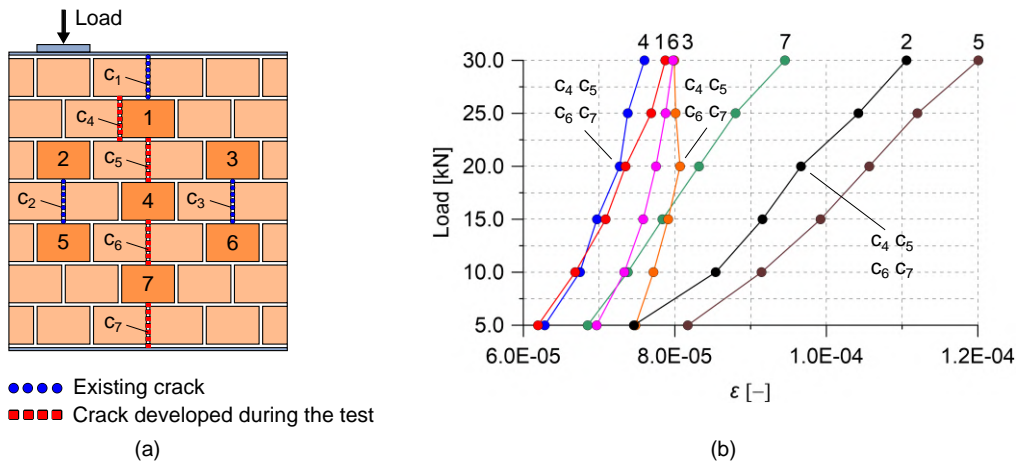 Load
c1
c4
1
c5
2
3
c2
4
c3
5
c6
6
7
c7
Existing crack
Crack developed during the test
(a)
4 1 6 3 7 2 5
30.0
25.0
20.0
15.0
10.0
5.0
Load [kN]
c4 c5
c6 c7
c4 c5
c6 c7
c4 c5
c6 c7
6.0E-05 8.0E-05 1.0E-04 1.2E-04
ε [–]
(b)